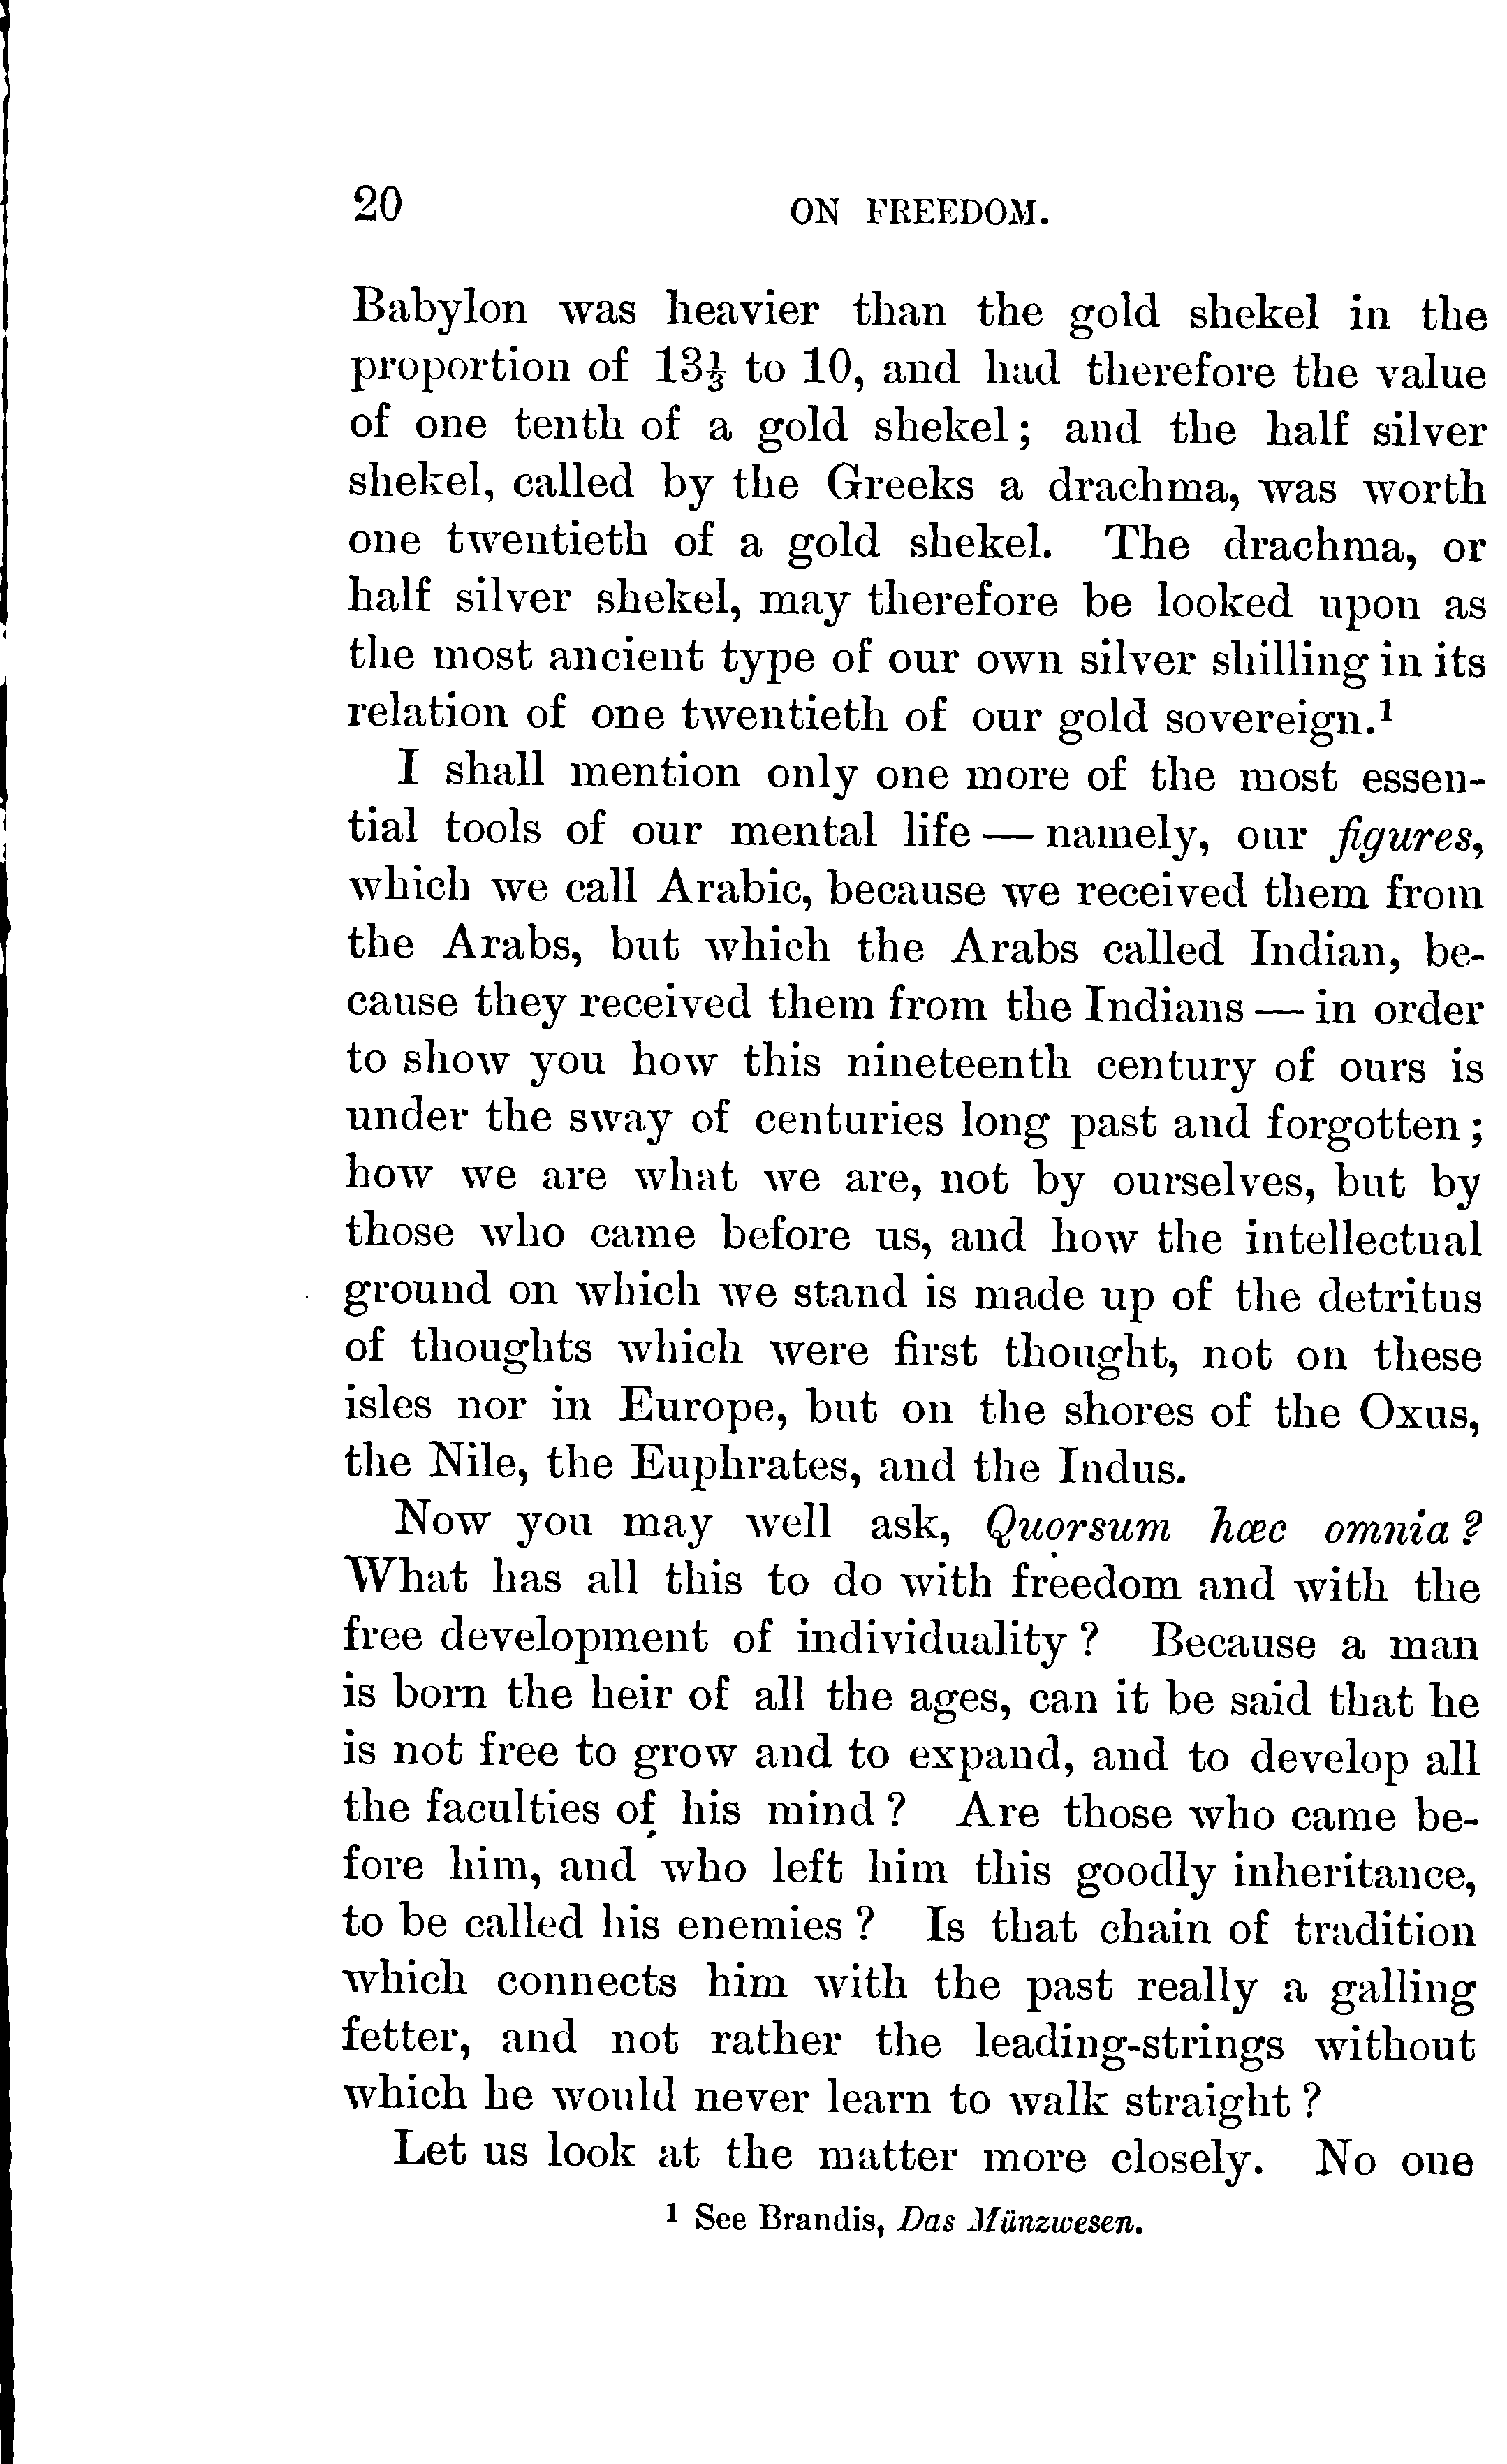 20 ON FREEDOM.
Babylon was heavier than the gold shekel in the
proportion of 13⅓ to 10, and had therefore the value
of one tenth of a gold shekel; and the half silver
shekel, called by the Greeks a drachma, was worth
one twentieth of a gold shekel. The drachma, or
half silver shekel, may therefore be looked upon as
the most ancient type of our own silver shilling in its
relation of one twentieth of our gold sovereign.¹
I shall mention only one more of the most essen-
tial tools of our mental life — namely, our figures,
which we call Arabic, because we received them from
the Arabs, but which the Arabs called Indian, be-
cause they received them from the Indians — in order
to show you how this nineteenth century of ours is
under the sway of centuries long past and forgotten;
how we are what we are, not by ourselves, but by
those who came before us, and how the intellectual
ground on which we stand is made up of the detritus
of thoughts which were first thought, not on these
isles nor in Europe, but on the shores of the Oxus,
the Nile, the Euphrates, and the Indus.
Now you may well ask, Quorsum hæc omnia?
What has all this to do with freedom and with the
free development of individuality? Because a man
is born the heir of all the ages, can it be said that he
is not free to grow and to expand, and to develop all
the faculties of his mind? Are those who came be-
fore him, and who left him this goodly inheritance,
to be called his enemies? Is that chain of tradition
which connects him with the past really a galling
fetter, and not rather the leading-strings without
which he would never learn to walk straight?
Let us look at the matter more closely. No one
¹ See Brandis, Das Münzwesen.